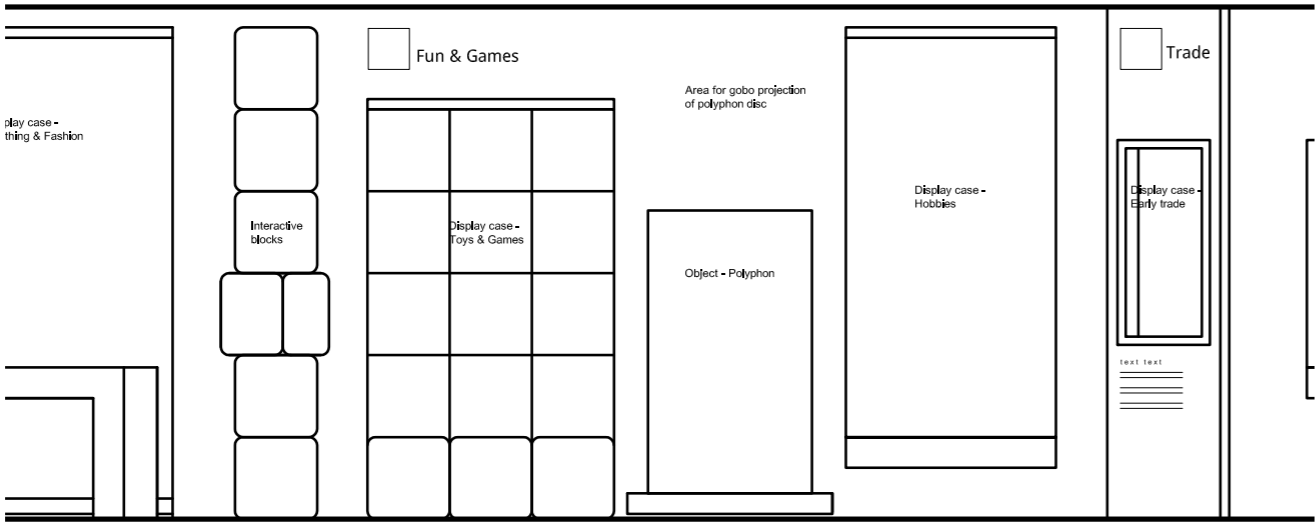 play case -
thing & Fashion
Interactive
blocks
Fun & Games
Display case -
Toys & Games
Area for gobo projection
of polyphon disc
Object - Polyphon
Display case -
Hobbies
Trade
Display case -
Early trade
text text